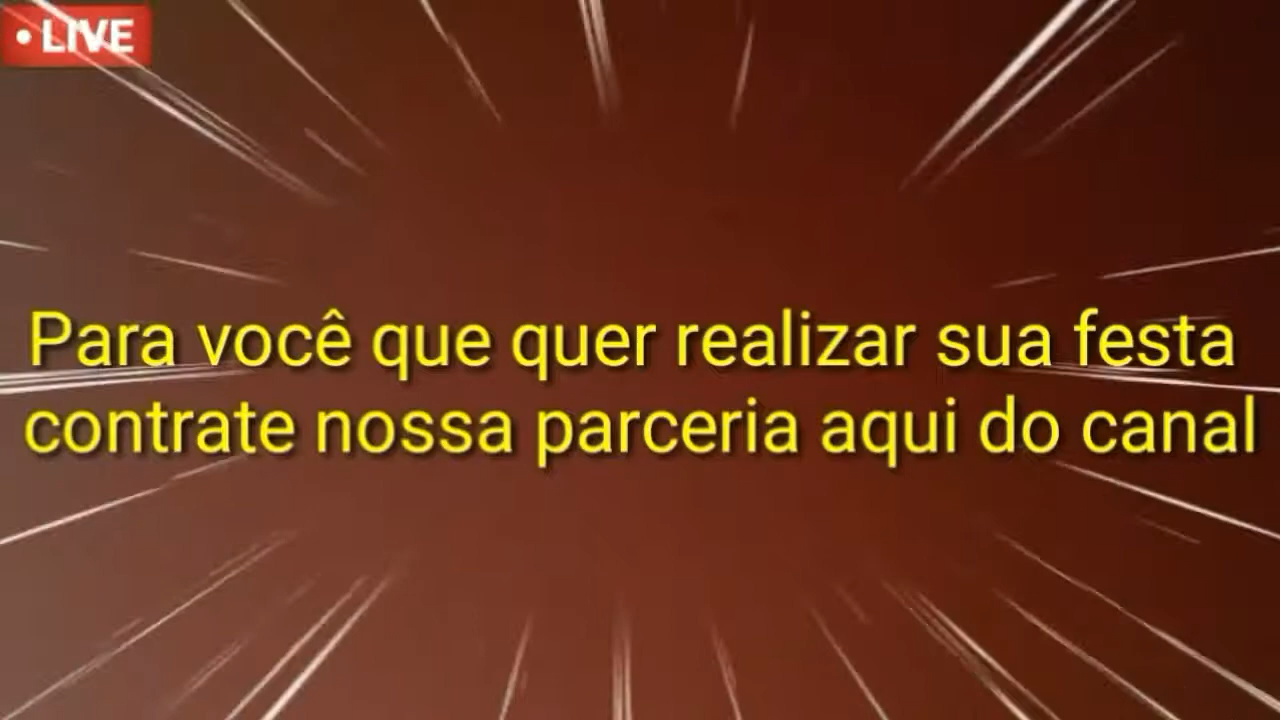 • LIVE
Para você que quer realizar sua festa
contrate nossa parceria aqui do canal